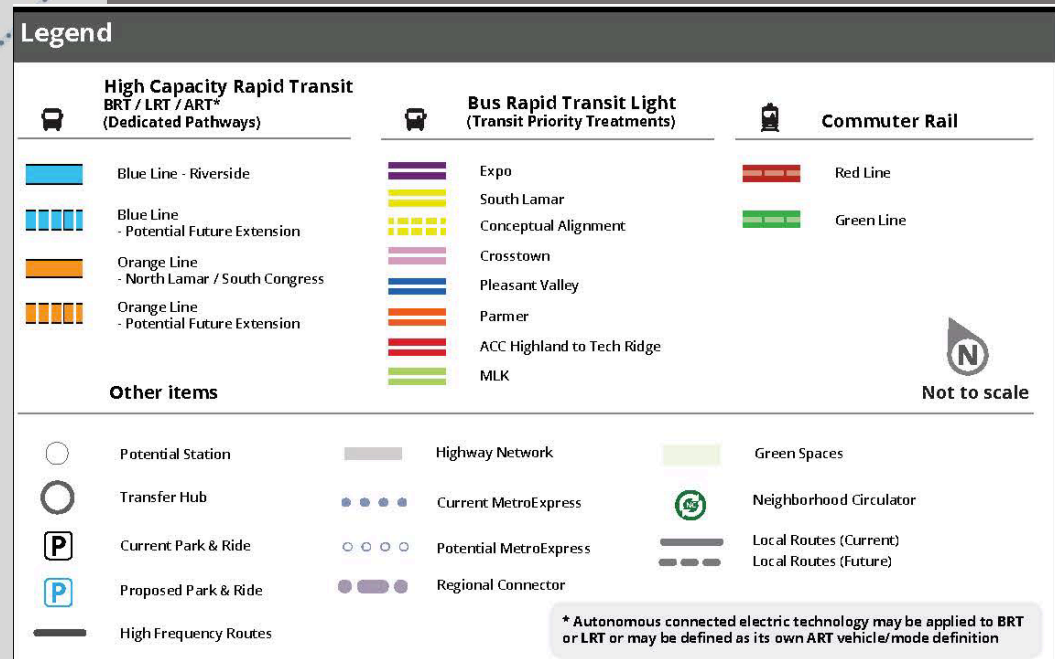 Legend
High Capacity Rapid Transit
BRT / LRT / ART*
(Dedicated Pathways)
Blue Line - Riverside
Blue Line
- Potential Future Extension
Orange Line
- North Lamar / South Congress
Orange Line
- Potential Future Extension
Bus Rapid Transit Light
(Transit Priority Treatments)
Expo
South Lamar
Conceptual Alignment
Crosstown
Pleasant Valley
Parmer
ACC Highland to Tech Ridge
MLK
Commuter Rail
Red Line
Green Line
N
Not to scale
Other items
Potential Station
Transfer Hub
P
Current Park & Ride
P
Proposed Park & Ride
High Frequency Routes
Highway Network
Current MetroExpress
Potential MetroExpress
Regional Connector
Green Spaces
NC
Neighborhood Circulator
Local Routes (Current)
Local Routes (Future)
* Autonomous connected electric technology may be applied to BRT
or LRT or may be defined as its own ART vehicle/mode definition